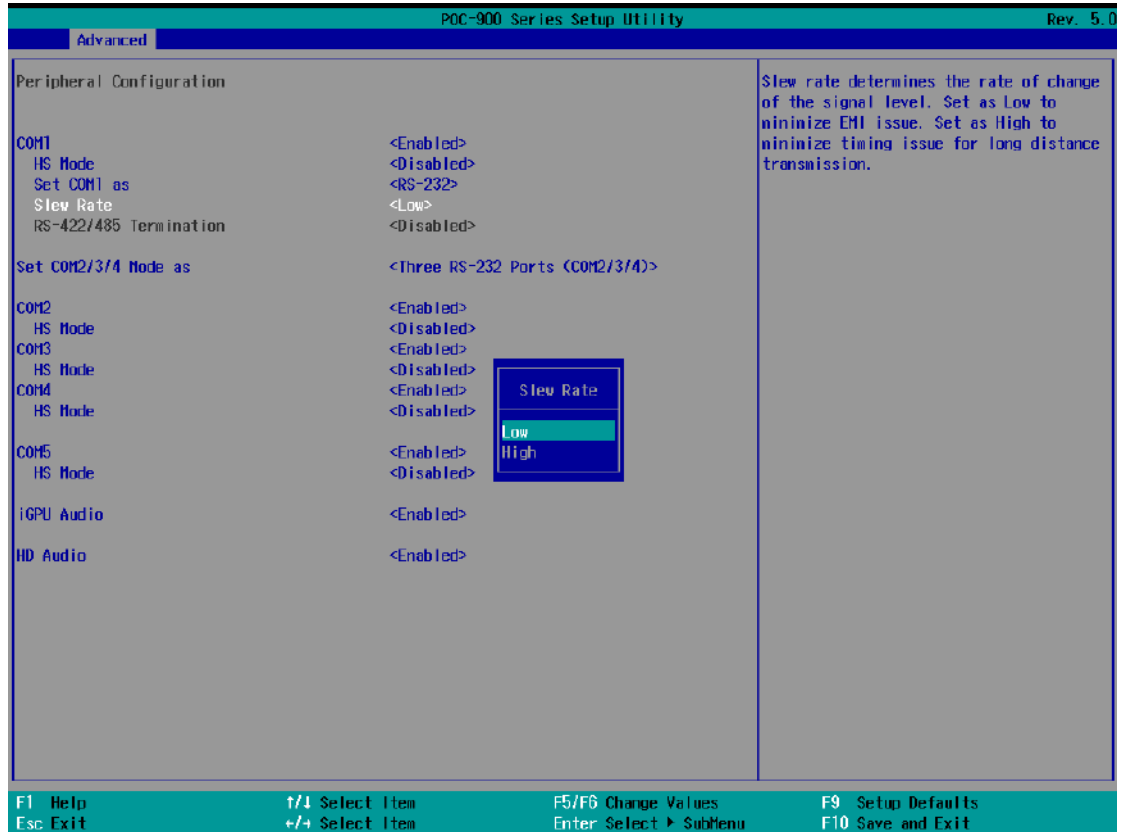 POC-900 Series Setup Utility Rev. 5.0
Advanced
Peripheral Configuration
COM1 <Enabled>
HS Mode <Disabled>
Set COM1 as <RS-232>
Slew Rate <Low>
RS-422/485 Termination <Disabled>
Set COM2/3/4 Mode as <Three RS-232 Ports (COM2/3/4)>
COM2 <Enabled>
HS Mode <Disabled>
COM3 <Enabled>
HS Mode <Disabled>
COM4 <Enabled>
HS Mode <Disabled>
COM5 <Enabled>
HS Mode <Disabled>
iGPU Audio <Enabled>
HD Audio <Enabled>
Slew Rate
Low
High
Slew rate determines the rate of change
of the signal level. Set as Low to
mininize EMI issue. Set as High to
mininize timing issue for long distance
transmission.
F1 Help ↑/↓ Select Item F5/F6 Change Values F9 Setup Defaults
Esc Exit ←/→ Select Item Enter Select ▶ SubMenu F10 Save and Exit